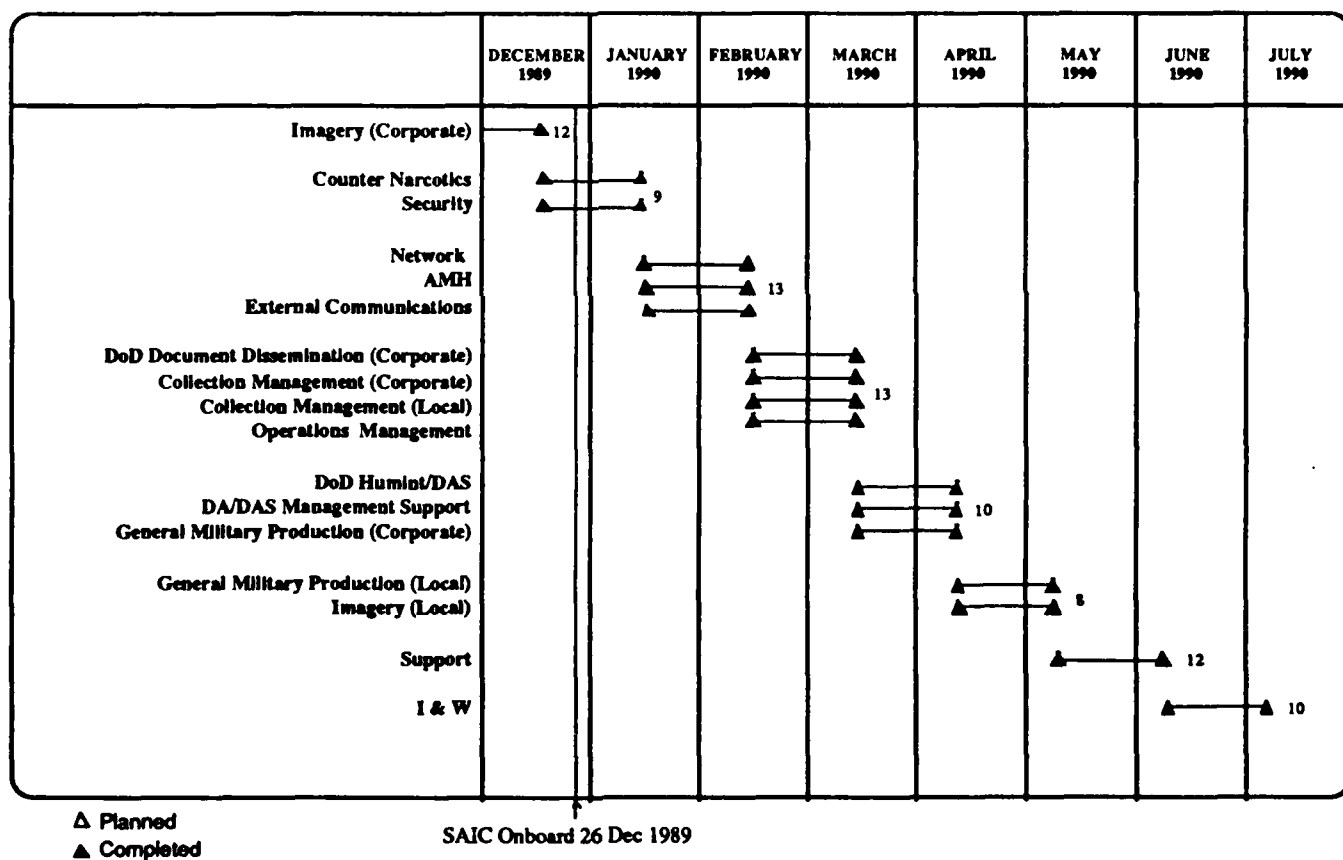 DECEMBER JANUARY FEBRUARY MARCH APRIL MAY JUNE JULY
1989 1990 1990 1990 1990 1990 1990 1990
Imagery (Corporate) 12
Counter Narcotics
9
Security
Network
AMH 13
External Communications
DoD Document Dissemination (Corporate)
Collection Management (Corporate)
13
Collection Management (Local)
Operations Management
DoD Humint/DAS
DA/DAS Management Support 10
General Military Production (Corporate)
General Military Production (Local)
8
Imagery (Local)
Support 12
I & W 10
Planned
Completed
SAIC Onboard 26 Dec 1989